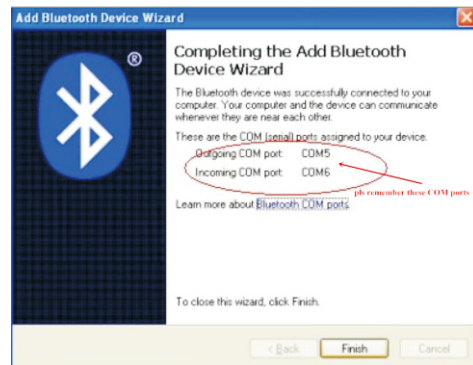 Add Bluetooth Device Wizard
®
Completing the Add Bluetooth
Device Wizard
The Bluetooth device was successfully connected to your
computer. Your computer and the device can communicate
whenever they are near each other.
These are the COM (serial) ports assigned to your device.
Outgoing COM port: COM5
Incoming COM port: COM6
pls remember these COM ports
Learn more about Bluetooth COM ports.
To close this wizard, click Finish.
< Back
Finish
Cancel